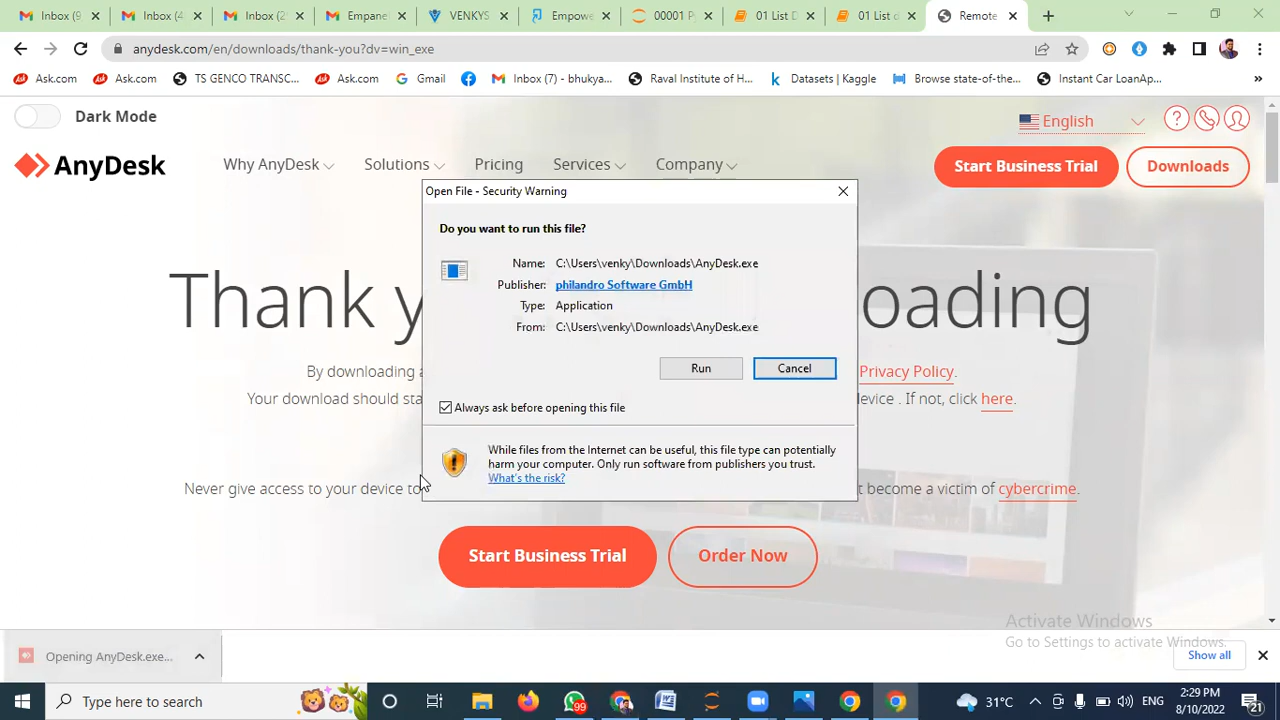 Inbox (9
Inbox (4
Inbox (2
Empane
VENKYS
Empowe
00001 P
01 List D
01 List d
Remote
anydesk.com/en/downloads/thank-you?dv=win_exe
Ask.com
Ask.com
TS GENCO TRANSC...
Ask.com
Gmail
Inbox (7) - bhukya...
Raval Institute of H...
Datasets | Kaggle
Browse state-of-the...
Instant Car LoanAp...
»
Dark Mode
English
AnyDesk
Why AnyDesk
Solutions
Pricing
Services
Company
Start Business Trial
Downloads
Open File - Security Warning
Do you want to run this file?
Name: C:\Users\venky\Downloads\AnyDesk.exe
Publisher: philandro Software GmbH
Type: Application
From: C:\Users\venky\Downloads\AnyDesk.exe
Run
Cancel
Always ask before opening this file
While files from the Internet can be useful, this file type can potentially
harm your computer. Only run software from publishers you trust.
What's the risk?
Thank y oading
By downloading Privacy Policy.
Your download should sta evice . If not, click here.
Never give access to your device to t become a victim of cybercrime.
Start Business Trial
Order Now
Activate Windows
Go to Settings to activate Windows.
Opening AnyDesk.exe...
Show all
Type here to search
99
31°C
ENG
2:29 PM
8/10/2022
21